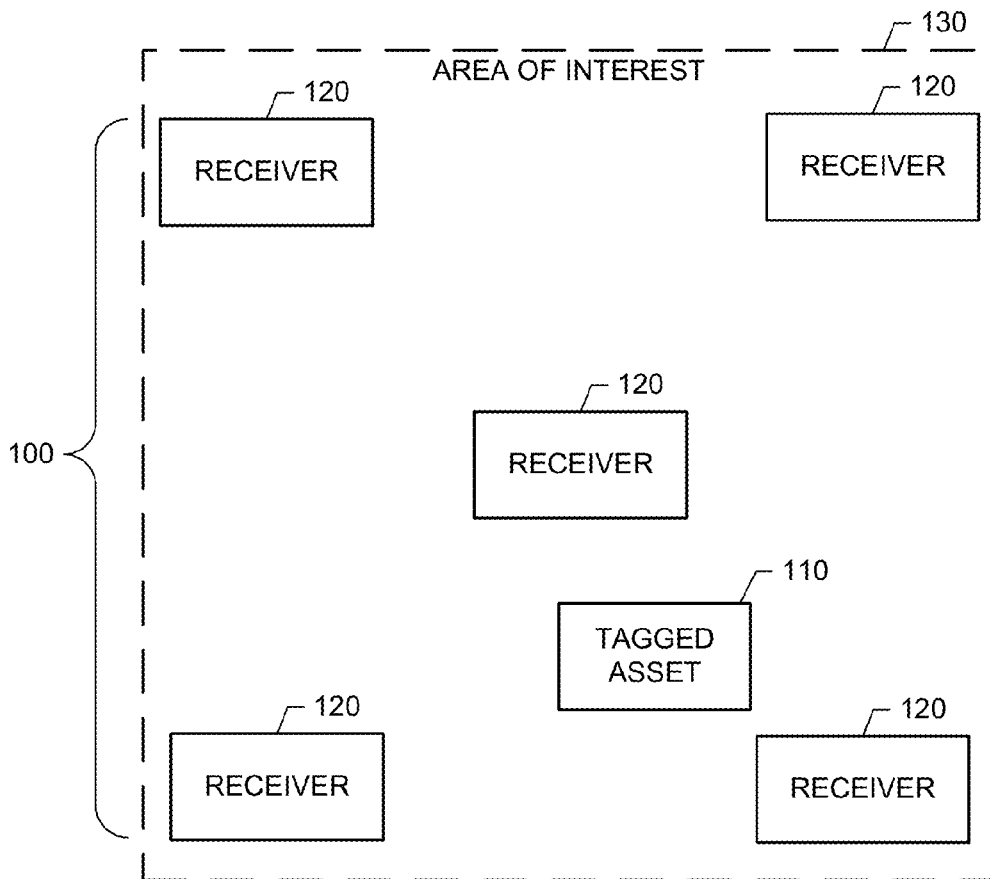 130
AREA OF INTEREST
120
RECEIVER
120
RECEIVER
120
RECEIVER
100
110
TAGGED
ASSET
120
RECEIVER
120
RECEIVER